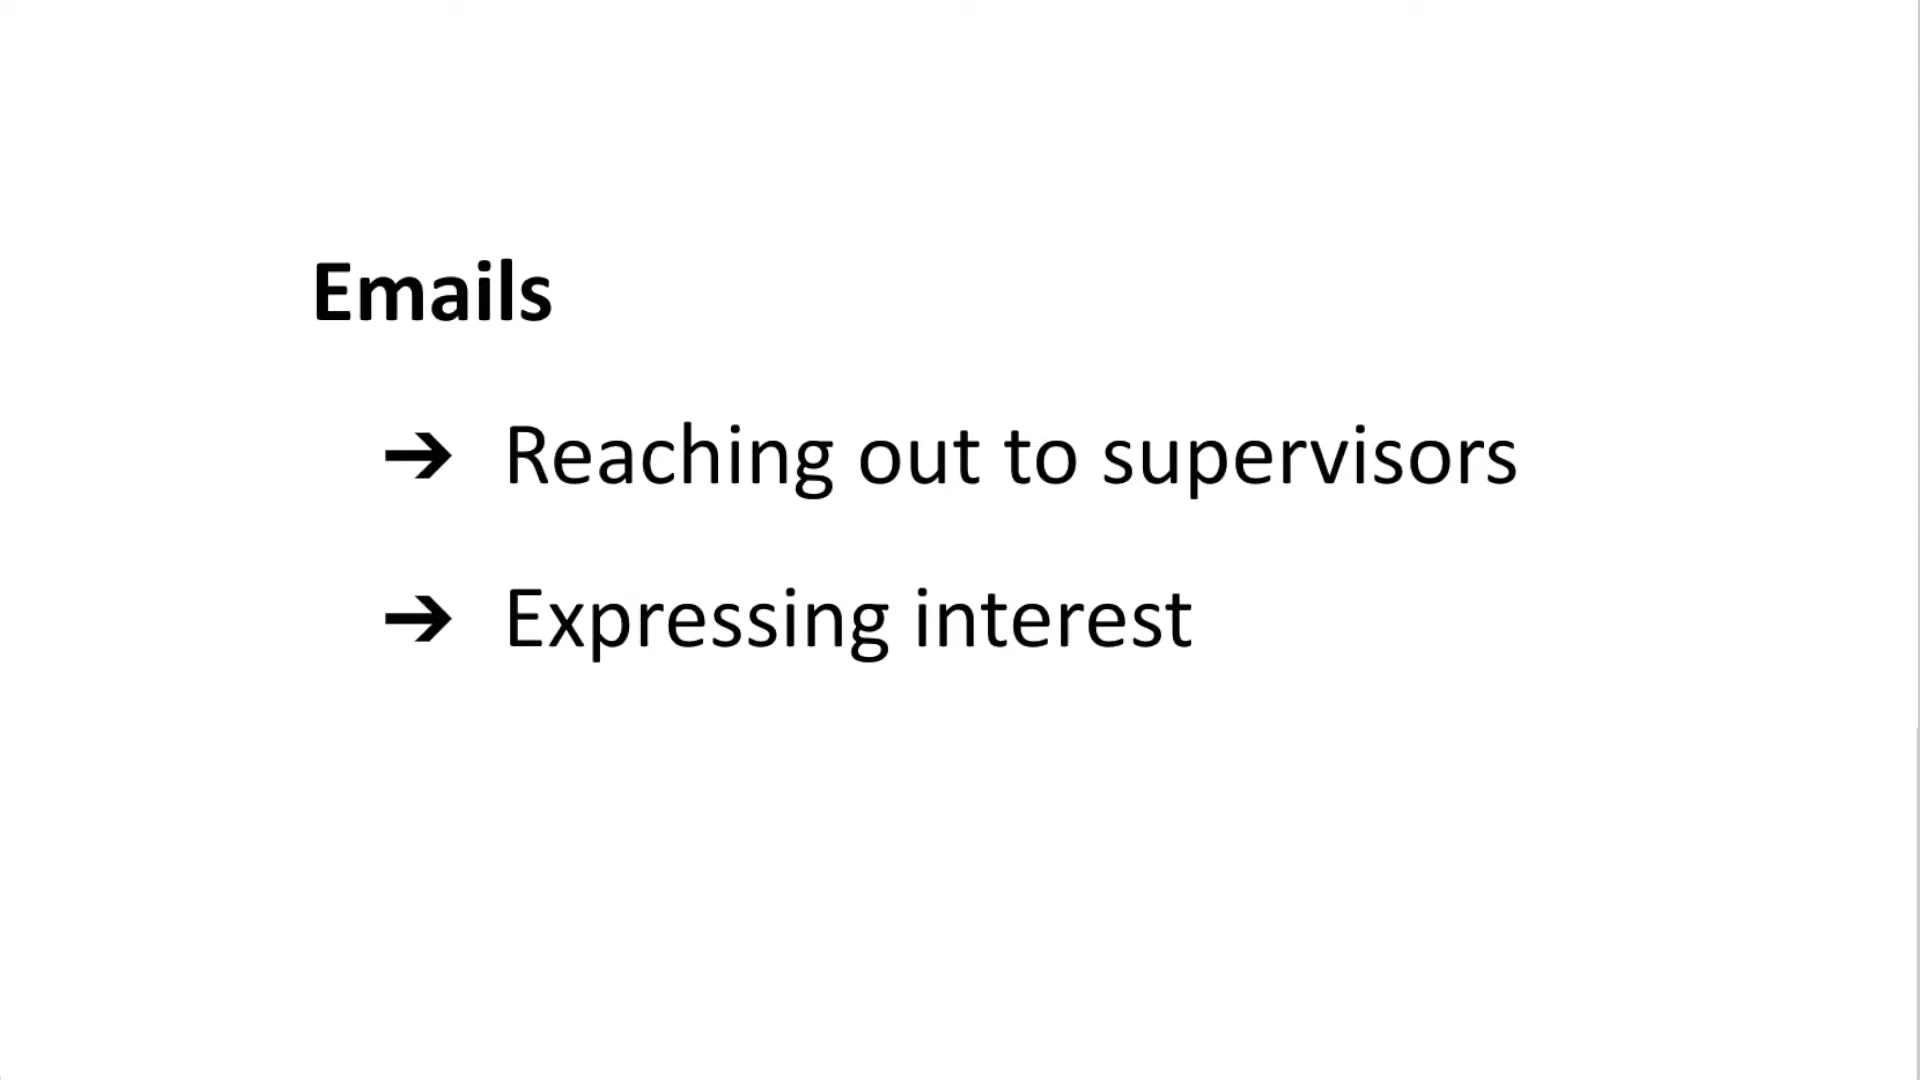 Emails
➔ Reaching out to supervisors
➔ Expressing interest